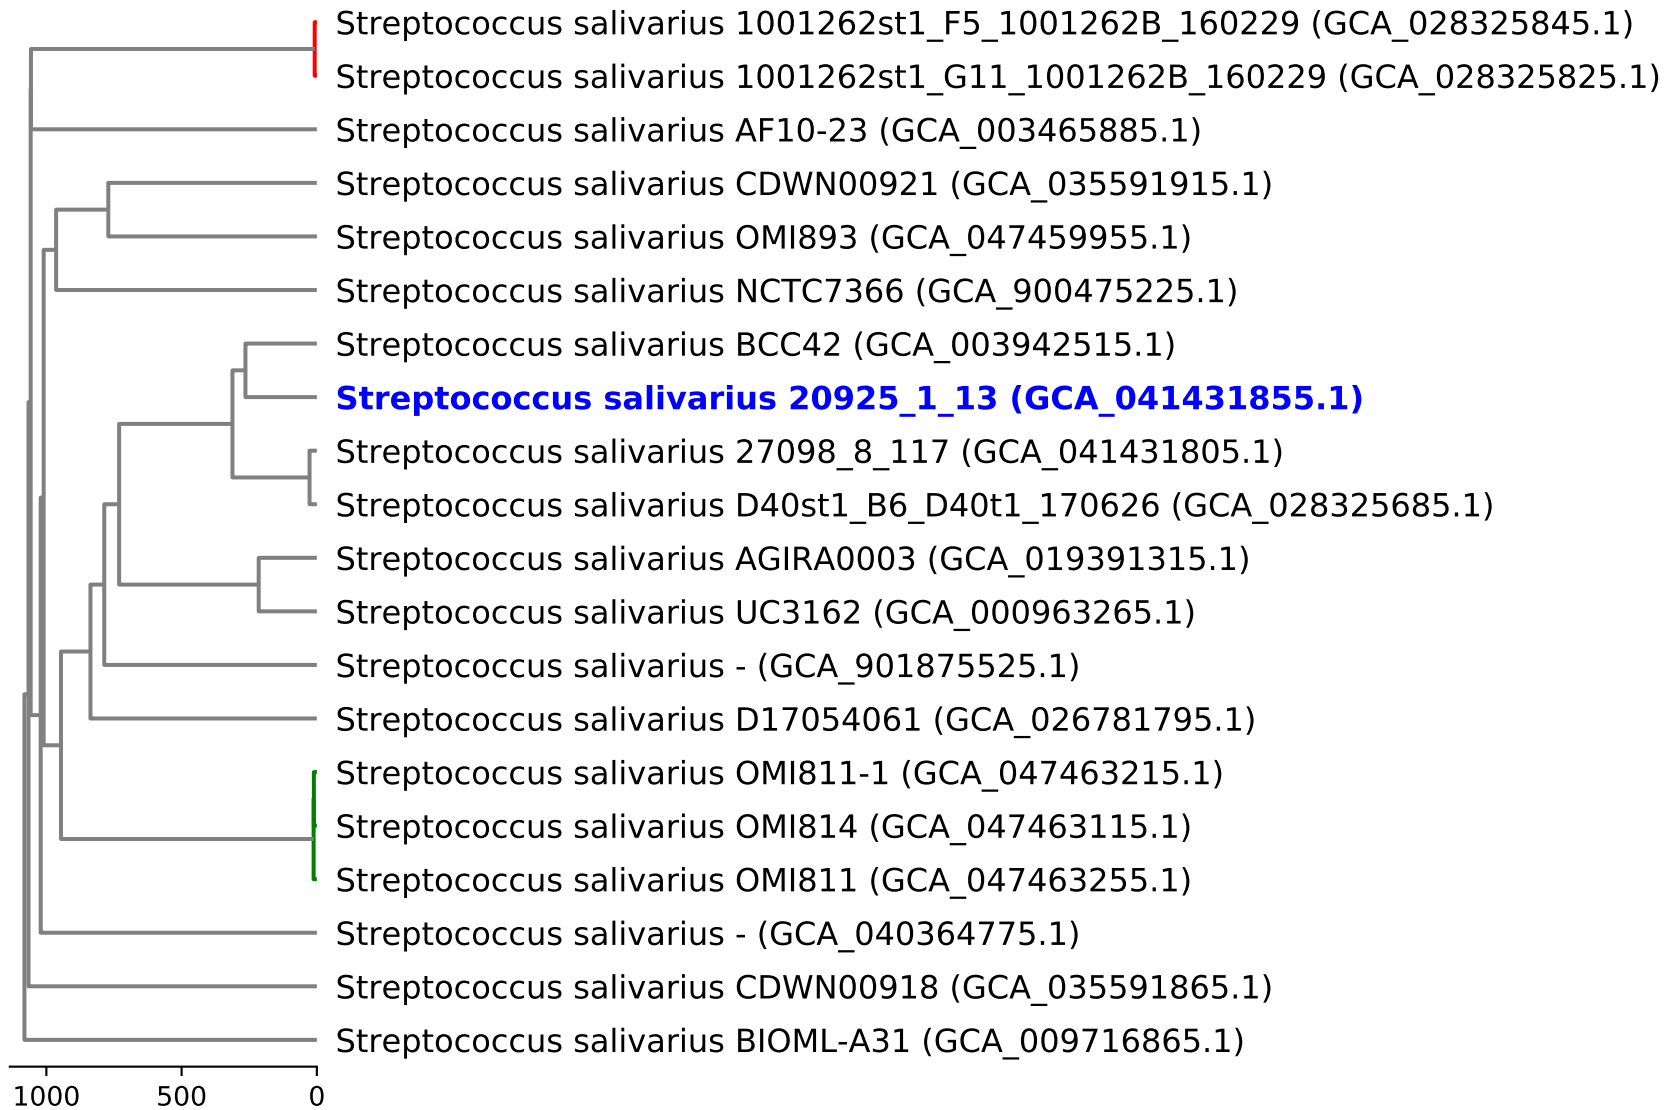 Streptococcus salivarius 1001262st1_F5_1001262B_160229 (GCA_028325845.1)
Streptococcus salivarius 1001262st1_G11_1001262B_160229 (GCA_028325825.1)
Streptococcus salivarius AF10-23 (GCA_003465885.1)
Streptococcus salivarius CDWN00921 (GCA_035591915.1)
Streptococcus salivarius OMI893 (GCA_047459955.1)
Streptococcus salivarius NCTC7366 (GCA_900475225.1)
Streptococcus salivarius BCC42 (GCA_003942515.1)
Streptococcus salivarius 20925_1_13 (GCA_041431855.1)
Streptococcus salivarius 27098_8_117 (GCA_041431805.1)
Streptococcus salivarius D40st1_B6_D40t1_170626 (GCA_028325685.1)
Streptococcus salivarius AGIRA0003 (GCA_019391315.1)
Streptococcus salivarius UC3162 (GCA_000963265.1)
Streptococcus salivarius - (GCA_901875525.1)
Streptococcus salivarius D17054061 (GCA_026781795.1)
Streptococcus salivarius OMI811-1 (GCA_047463215.1)
Streptococcus salivarius OMI814 (GCA_047463115.1)
Streptococcus salivarius OMI811 (GCA_047463255.1)
Streptococcus salivarius - (GCA_040364775.1)
Streptococcus salivarius CDWN00918 (GCA_035591865.1)
Streptococcus salivarius BIOML-A31 (GCA_009716865.1)
1000 500 0